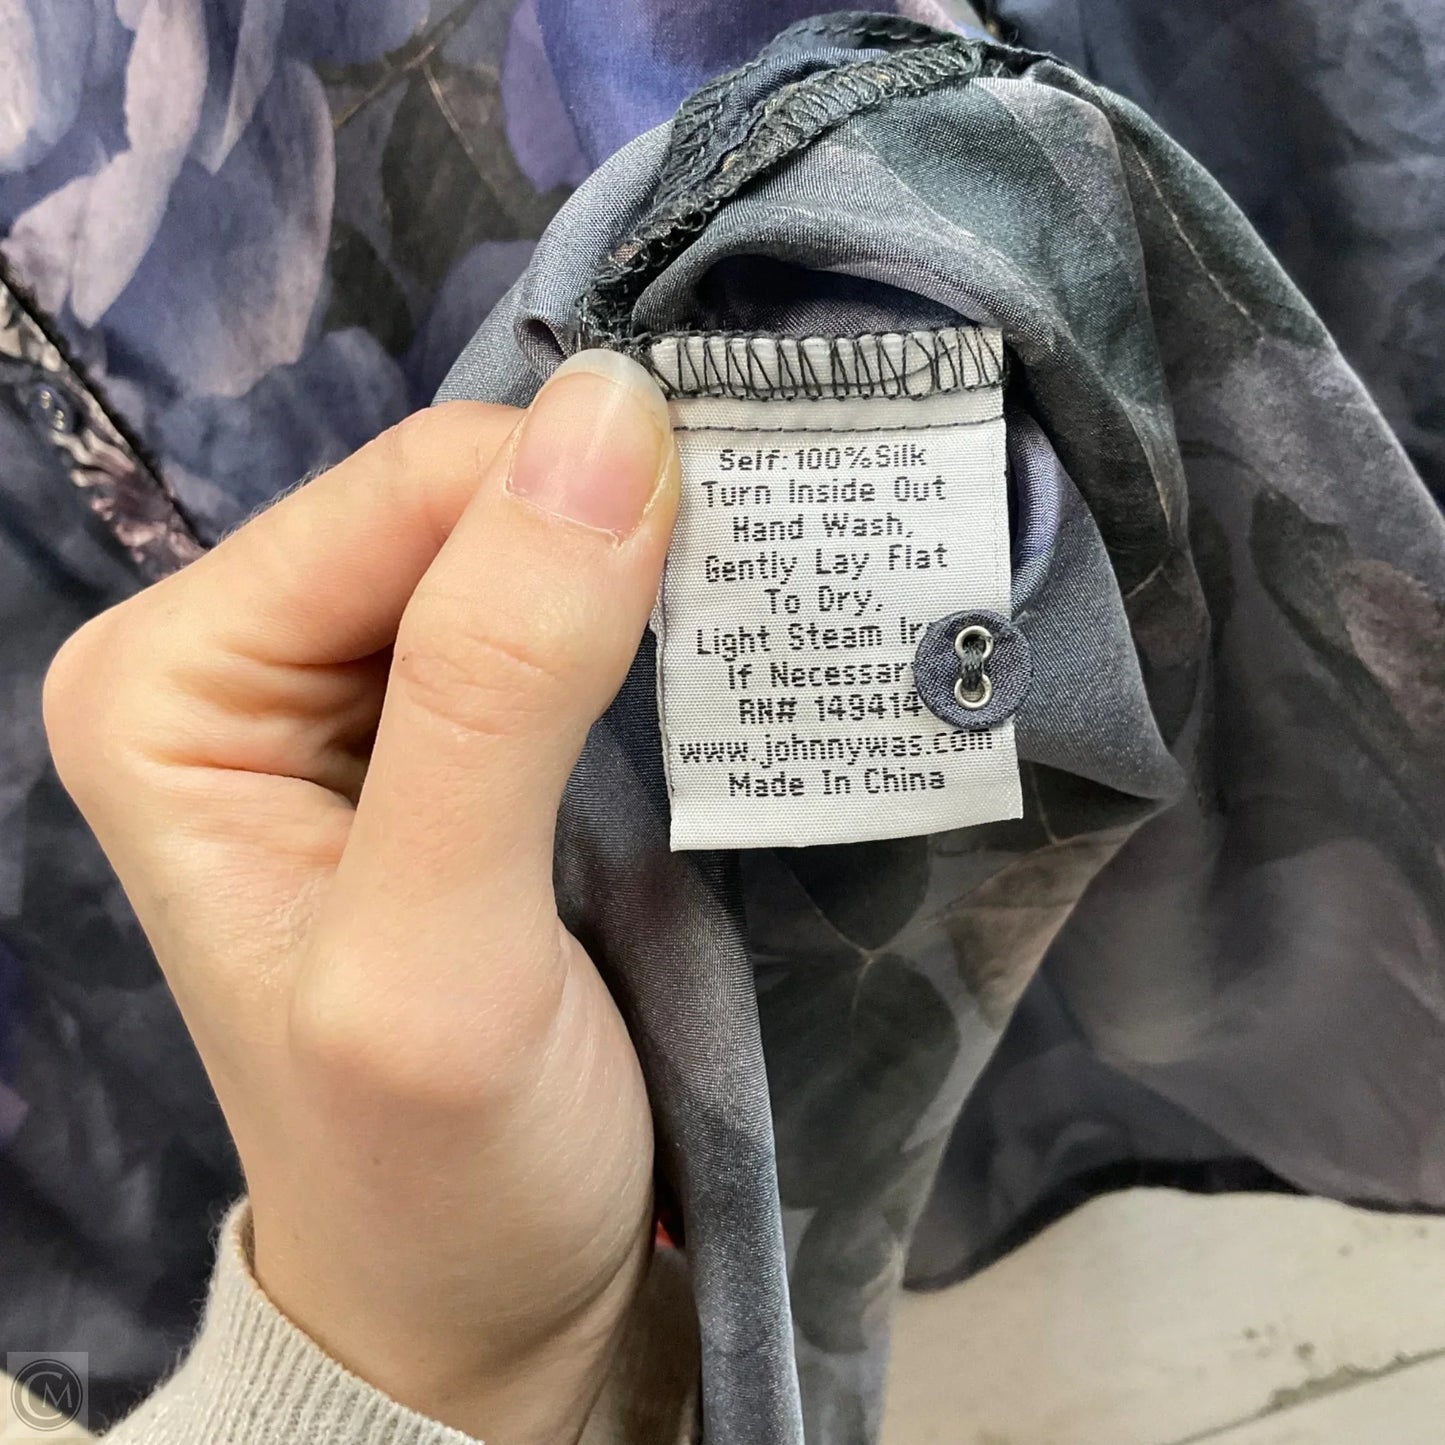 Self:100%Silk
Turn Inside Out
Hand Wash,
Gently Lay Flat
To Dry.
Light Steam
If
RN# 149414
www.johnnywas.com
Made In China
CM